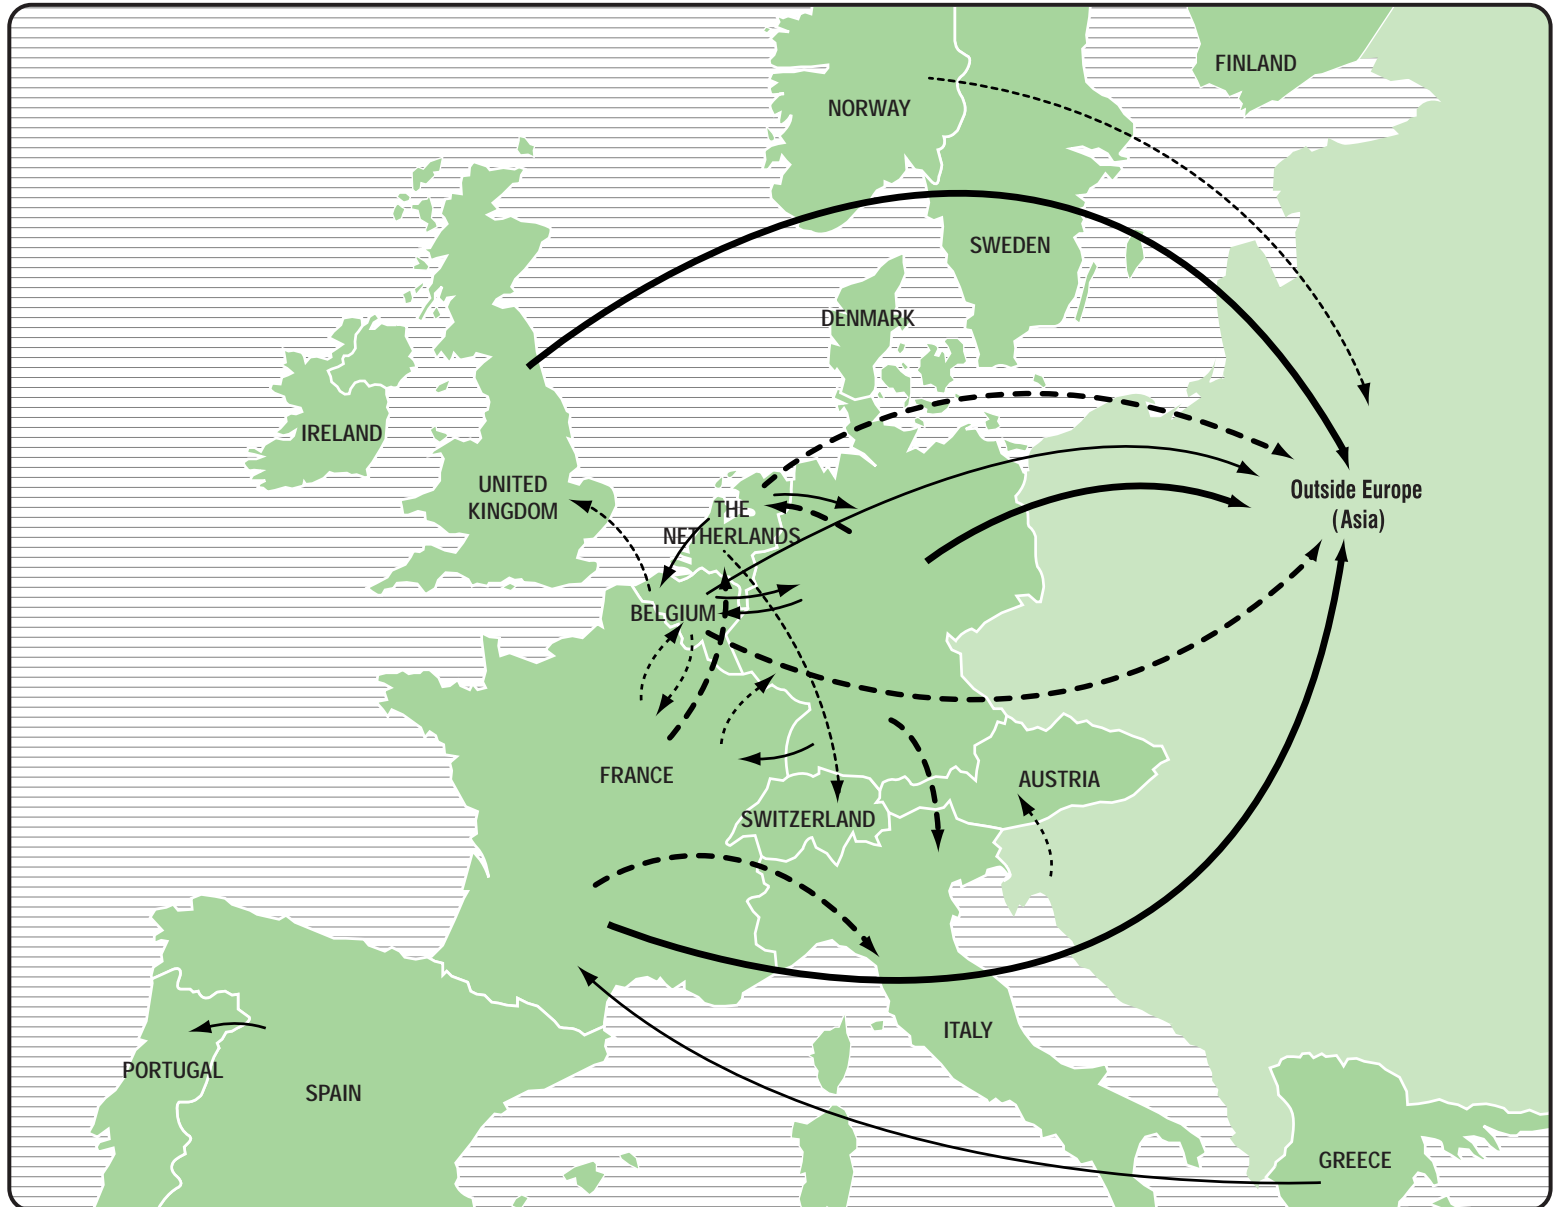 FINLAND
NORWAY
SWEDEN
DENMARK
IRELAND
UNITED
KINGDOM
THE
NETHERLANDS
Outside Europe
(Asia)
BELGIUM
FRANCE
AUSTRIA
SWITZERLAND
ITALY
PORTUGAL
SPAIN
GREECE